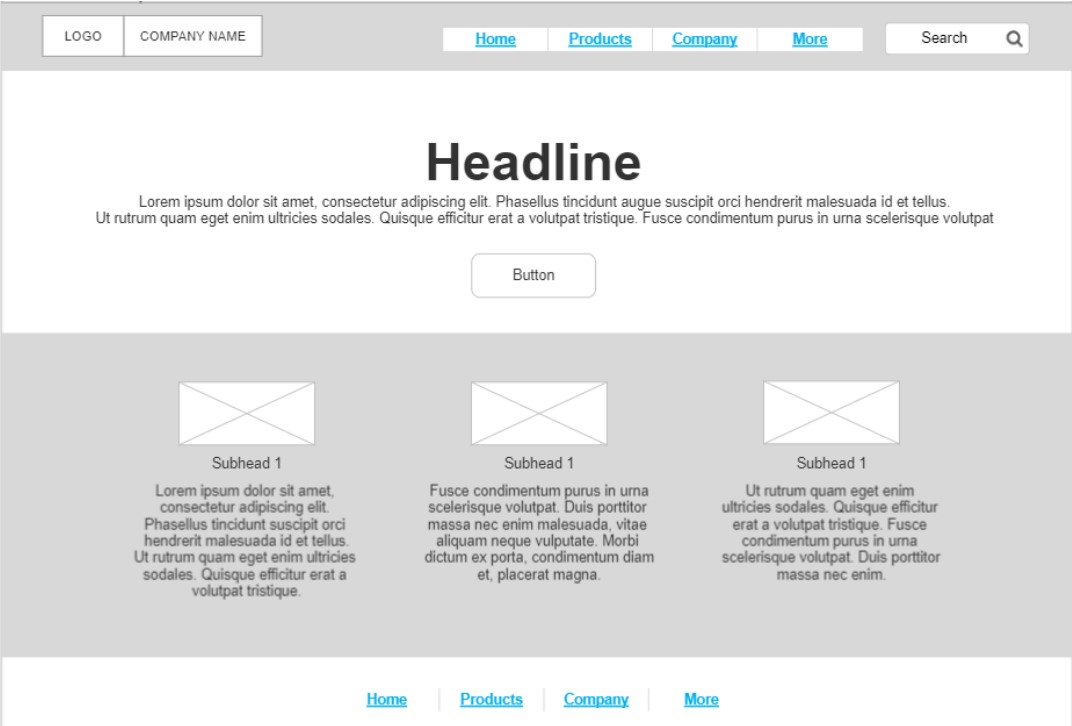 LOGO COMPANY NAME Home Products Company More Search
Headline
Lorem ipsum dolor sit amet, consectetur adipiscing elit. Phasellus tincidunt augue suscipit orci hendrerit malesuada id et tellus.
Ut rutrum quam eget enim ultricies sodales. Quisque efficitur erat a volutpat tristique. Fusce condimentum purus in urna scelerisque volutpat
Button
Subhead 1
Lorem ipsum dolor sit amet,
consectetur adipiscing elit.
Phasellus tincidunt suscipit orci
hendrerit malesuada id et tellus.
Ut rutrum quam eget enim ultricies
sodales. Quisque efficitur erat a
volutpat tristique.
Subhead 1
Fusce condimentum purus in urna
scelerisque volutpat. Duis porttitor
massa nec enim malesuada, vitae
aliquam neque vulputate. Morbi
dictum ex porta, condimentum diam
et, placerat magna.
Subhead 1
Ut rutrum quam eget enim
ultricies sodales. Quisque efficitur
erat a volutpat tristique. Fusce
condimentum purus in urna
scelerisque volutpat. Duis porttitor
massa nec enim.
Home Products Company More